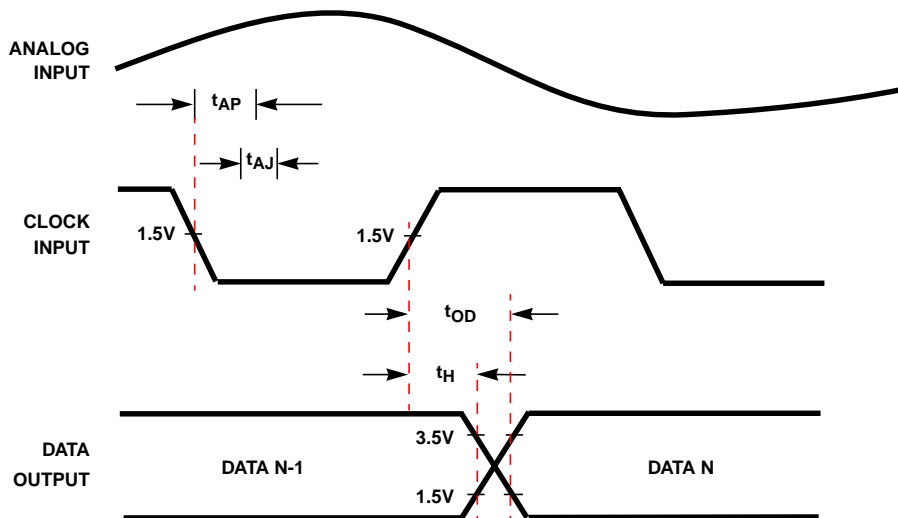 ANALOG
INPUT
tAP
tAJ
CLOCK
INPUT
1.5V
1.5V
tOD
tH
DATA
OUTPUT
DATA N-1
3.5V
1.5V
DATA N